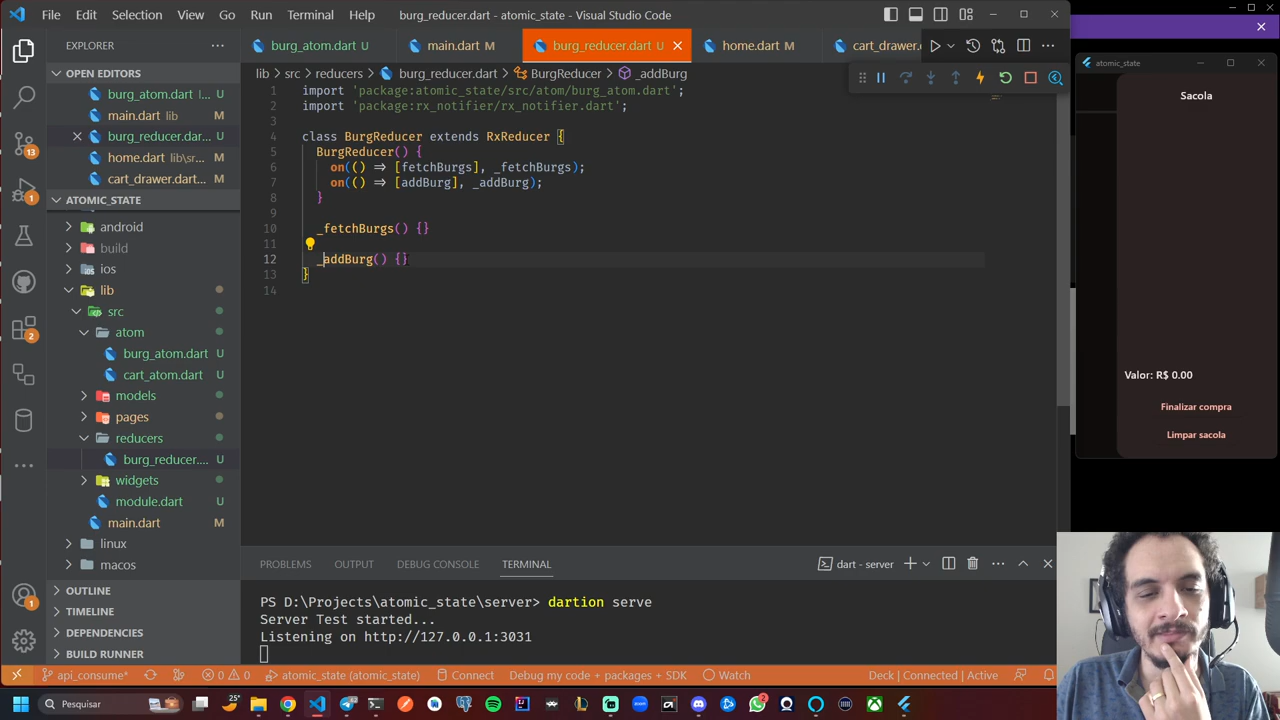 File Edit Selection View Go Run Terminal Help burg_reducer.dart - atomic_state - Visual Studio Code
EXPLORER
OPEN EDITORS
burg_atom.dart l...
main.dart lib
burg_reducer.dar...
home.dart lib\sr...
cart_drawer.dart...
ATOMIC_STATE
android
build
ios
lib
src
atom
burg_atom.dart U
cart_atom.dart U
models
pages
reducers
burg_reducer.... U
widgets
module.dart U
main.dart M
linux
macos
OUTLINE
TIMELINE
DEPENDENCIES
BUILD RUNNER
burg_atom.dart U main.dart M burg_reducer.dart U home.dart M cart_drawer.
lib > src > reducers > burg_reducer.dart > BurgReducer > _addBurg
1 import 'package:atomic_state/src/atom/burg_atom.dart';
2 import 'package:rx_notifier/rx_notifier.dart';
3
4 class BurgReducer extends RxReducer {
5 BurgReducer() {
6 on(() => [fetchBurgs], _fetchBurgs);
7 on(() => [addBurg], _addBurg);
8 }
9
10 _fetchBurgs() {}
11
12 _addBurg() {}
13 }
14
PROBLEMS OUTPUT DEBUG CONSOLE TERMINAL dart - server
PS D:\Projects\atomic_state\server> dartion serve
Server Test started...
Listening on http://127.0.0.1:3031
api_consume* 0 0 atomic_state (atomic_state) Connect Debug my code + packages + SDK Watch Deck | Connected | Analog
Pesquisar 25°
atomic_state
Sacola
Valor: R$ 0.00
Finalizar compra
Limpar sacola